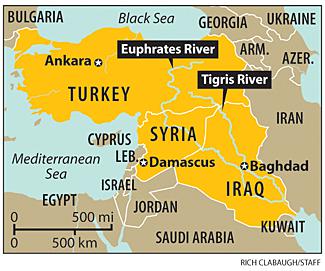 BULGARIA
Black Sea
GEORGIA
UKRAINE
Euphrates River
ARM.
AZER.
Ankara
Tigris River
TURKEY
IRAN
CYPRUS
SYRIA
Mediterranean
Sea
LEB.
Damascus
Baghdad
ISRAEL
IRAQ
EGYPT
JORDAN
0 500 mi
0 500 km
KUWAIT
SAUDI ARABIA
RICH CLABAUGH/STAFF